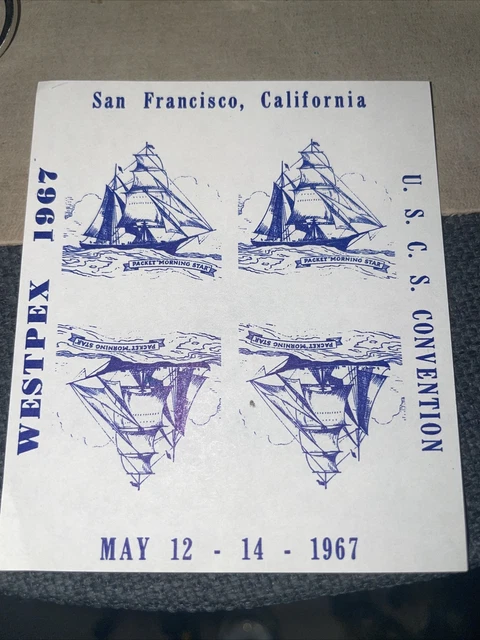 San Francisco, California
WESTPEX 1967
U. S. C. S. CONVENTION
PACKET MORNING STAR
PACKET MORNING STAR
PACKET MORNING STAR
PACKET MORNING STAR
MAY 12 - 14 - 1967